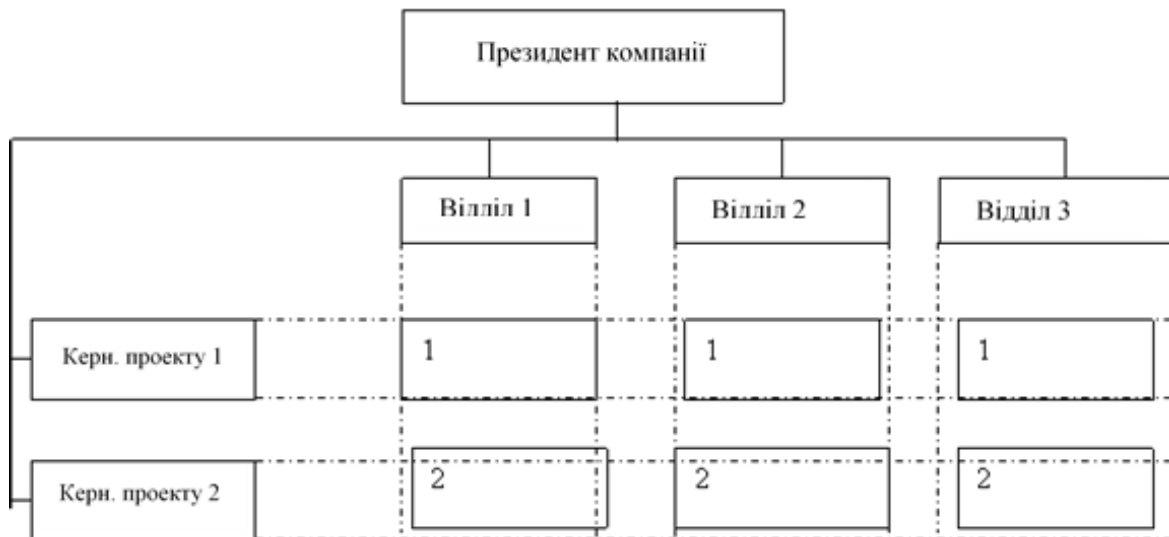 Президент компанії
Вілліл 1
Вілліл 2
Відділ 3
Керн. проекту 1
1
1
1
Керн. проекту 2
2
2
2